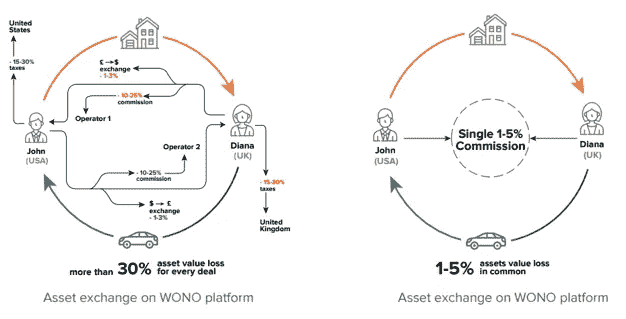 United
States
- 15-30%
taxes
£ → $
exchange
- 1-3%
- 10-25%
commission
Operator 1
John
(USA)
Operator 2
Diana
(UK)
- 10-25%
commission
$ → £
exchange
- 1-3%
- 15-30%
taxes
United
Kingdom
more than 30% asset value loss
for every deal
Asset exchange on WONO platform
John
(USA)
Single 1-5%
Commission
Diana
(UK)
1-5% assets value loss
in common
Asset exchange on WONO platform